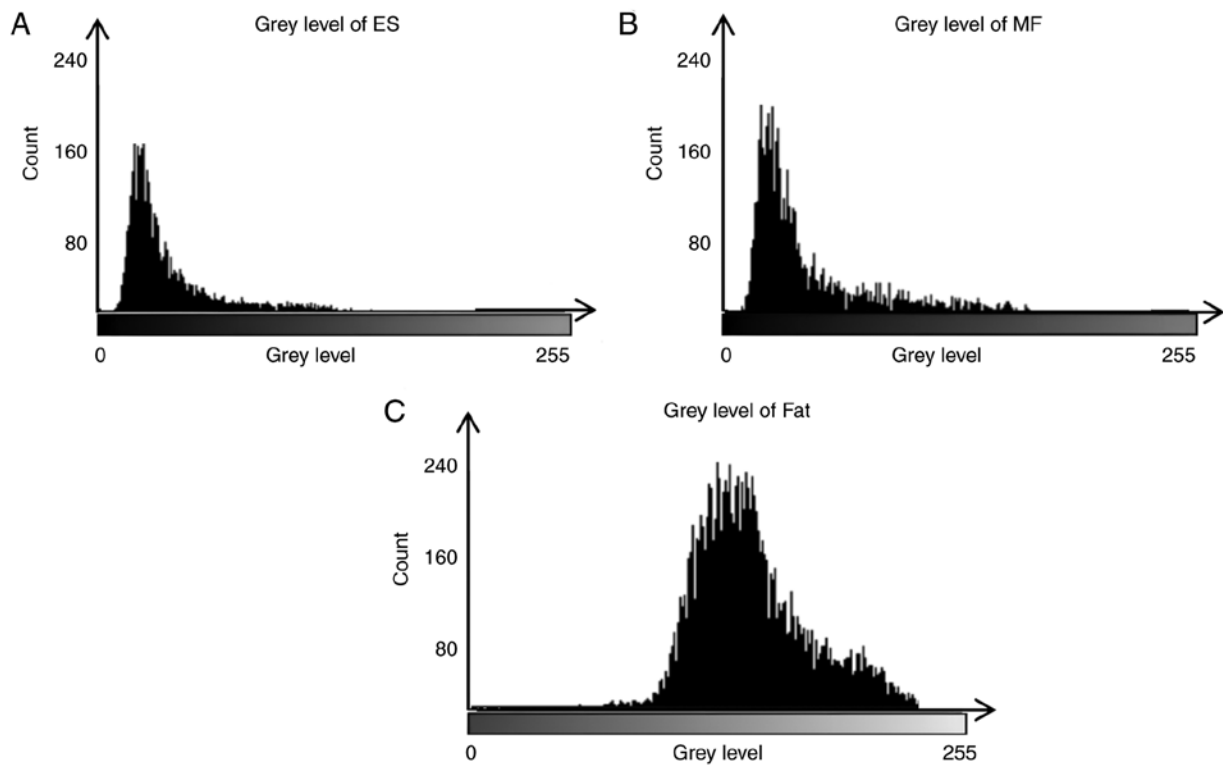 A
Grey level of ES
240
160
80
Count
0
Grey level
255
B
Grey level of MF
240
160
80
Count
0
Grey level
255
C
Grey level of Fat
240
160
80
Count
0
Grey level
255